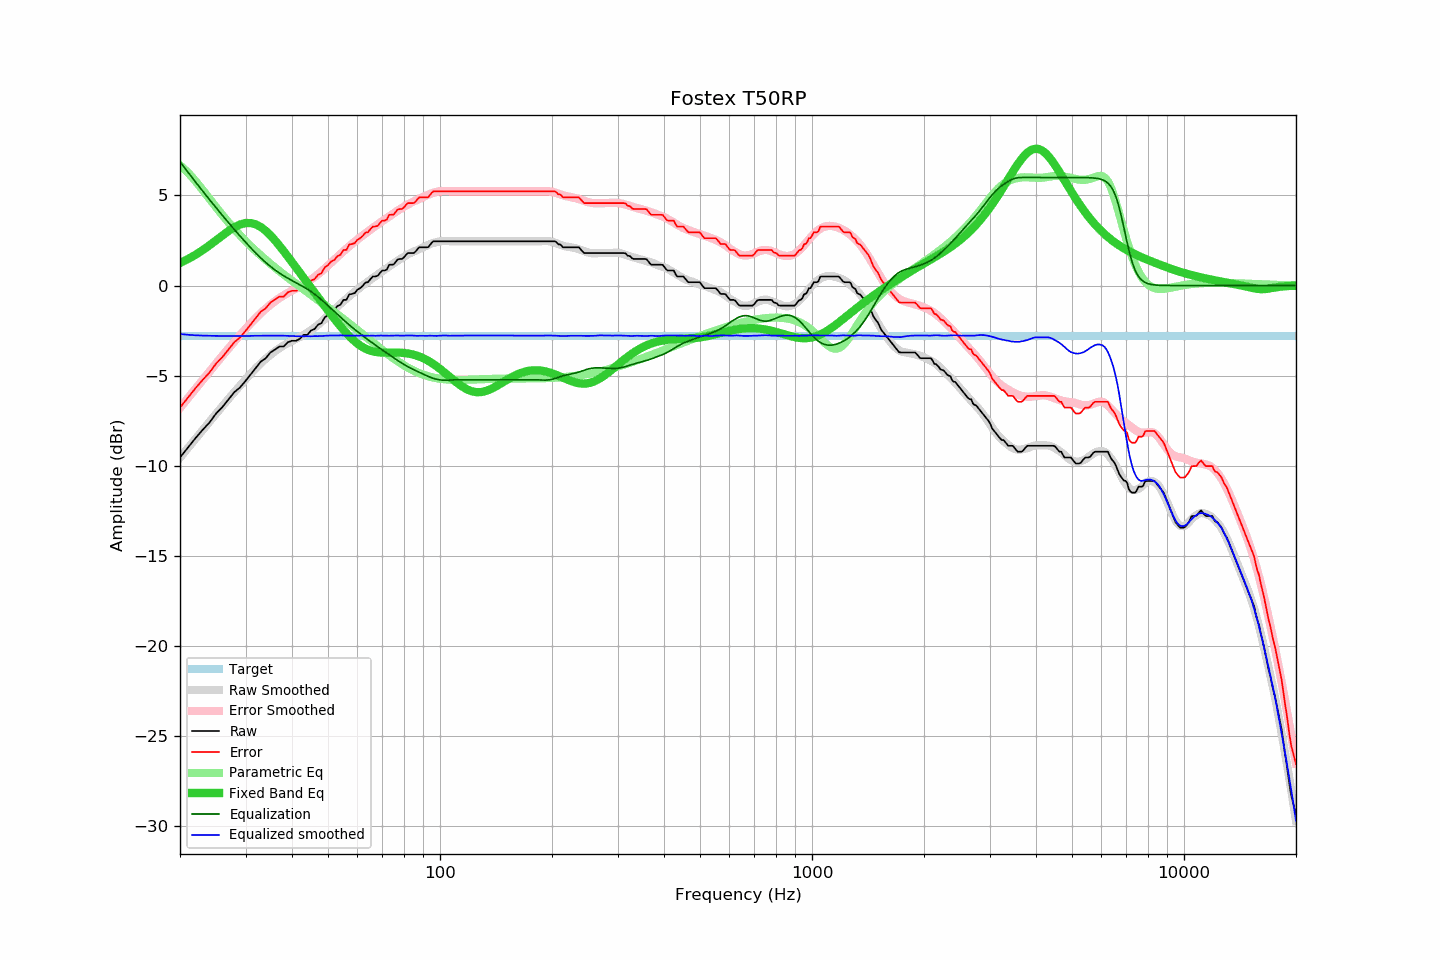 Fostex T50RP
Amplitude (dBr)
5
0
−5
−10
−15
−20
−25
−30
Target
Raw Smoothed
Error Smoothed
Raw
Error
Parametric Eq
Fixed Band Eq
Equalization
Equalized smoothed
100
1000
10000
Frequency (Hz)